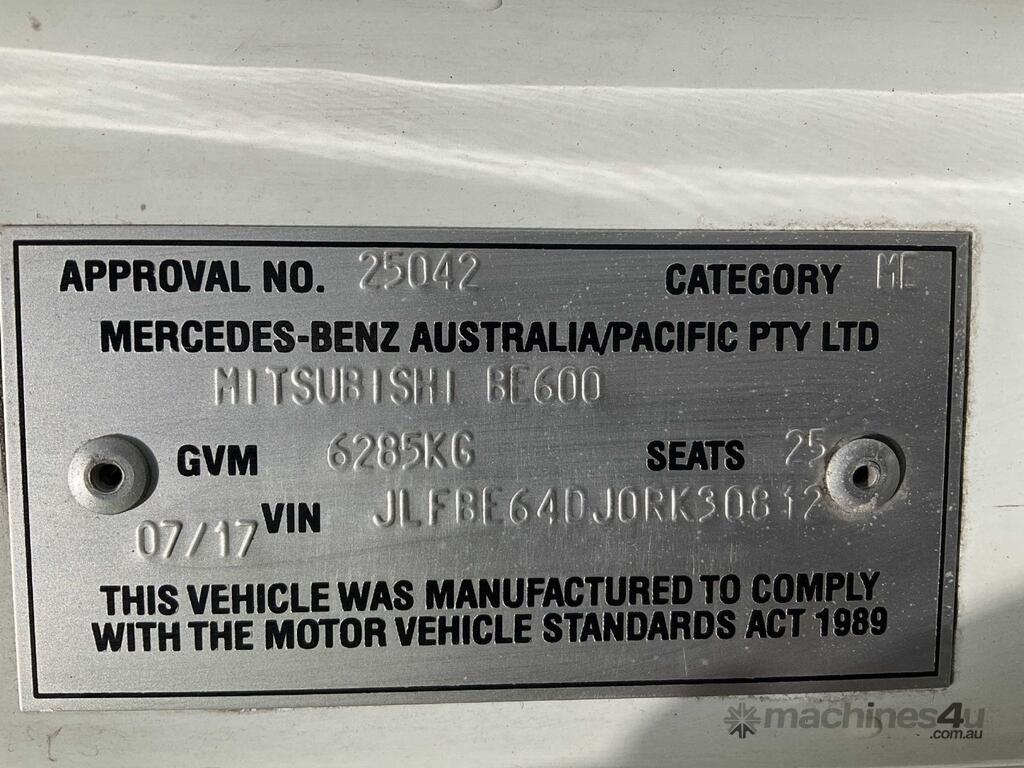 APPROVAL NO. 25042 CATEGORY ME
MERCEDES-BENZ AUSTRALIA/PACIFIC PTY LTD
MITSUBISHI BE600
GVM 6285KG SEATS 25
07/17 VIN JLFBE64DJ0RK30812
THIS VEHICLE WAS MANUFACTURED TO COMPLY
WITH THE MOTOR VEHICLE STANDARDS ACT 1989
machines4u
.com.au